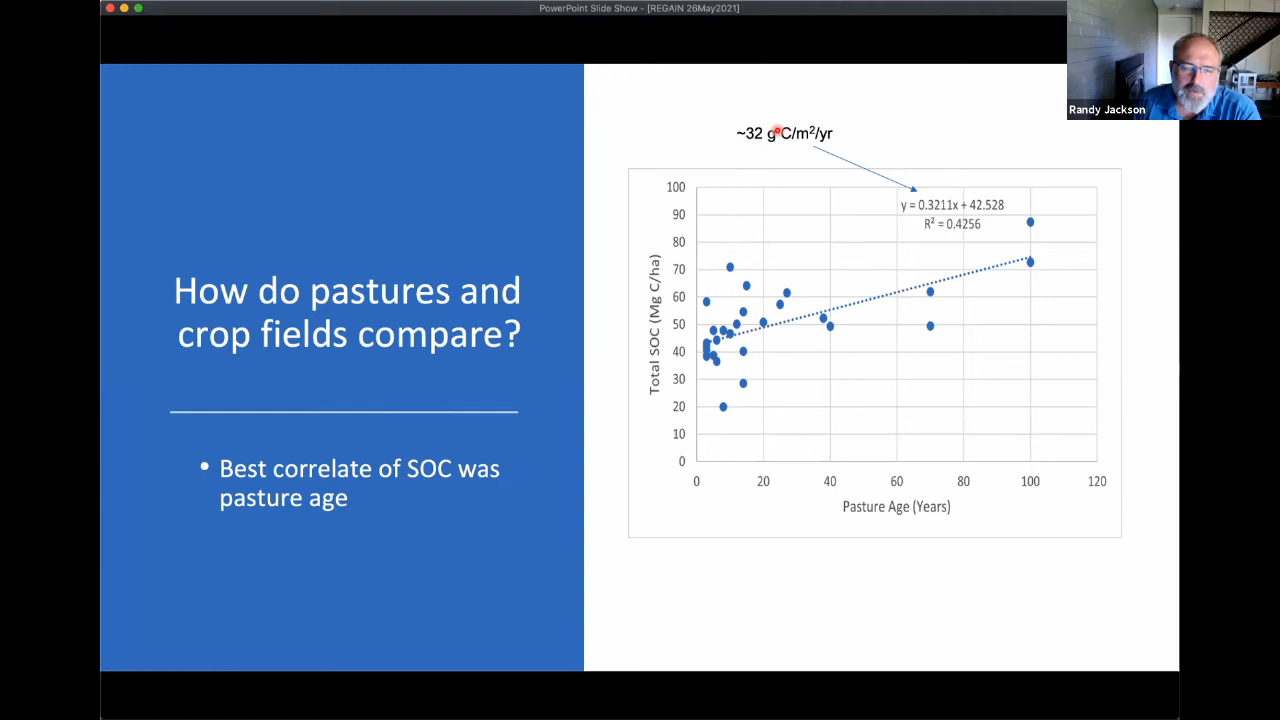 PowerPoint Slide Show - [REGAIN 26May2021]
Randy Jackson
How do pastures and
crop fields compare?
• Best correlate of SOC was
pasture age
~32 g C/m²/yr
y = 0.3211x + 42.528
R² = 0.4256
Total SOC (Mg C/ha)
100
90
80
70
60
50
40
30
20
10
0
0 20 40 60 80 100 120
Pasture Age (Years)